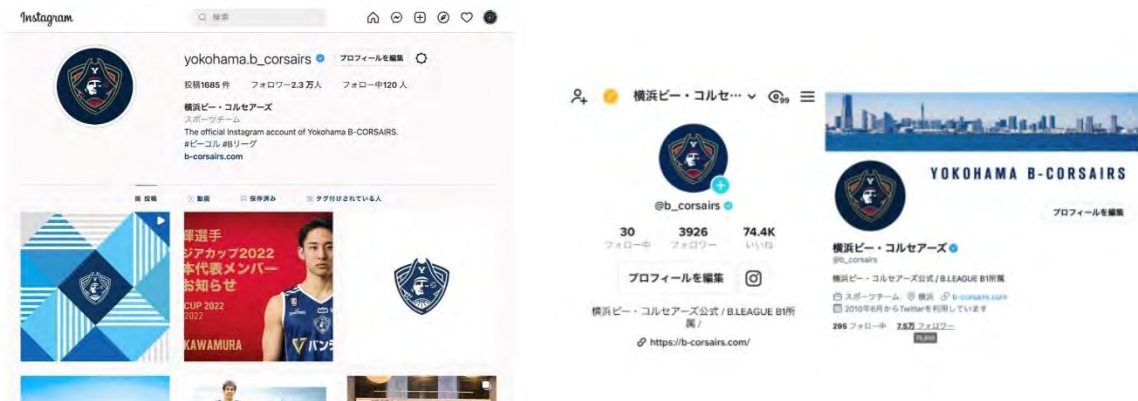 Instagram
検索
yokohama.b_corsairs プロフィールを編集
投稿1685 件 フォロワー2.3 万人 フォロー中120 人
横浜ビー・コルセアーズ
スポーツチーム
The official Instagram account of Yokohama B-CORSAIRS.
#ビーコル #Bリーグ
b-corsairs.com
投稿 動画 保存済み タグ付けされている人
Y
輝選手
ジアカップ2022
本代表メンバー
お知らせ
CUP 2022
2022
KAWAMURA
バン
Y
横浜ビー・コルセ… 99
@b_corsairs
30 3926 74.4K
フォロー中 フォロワー いいね
プロフィールを編集
横浜ビー・コルセアーズ公式 / B.LEAGUE B1所
属 /
https://b-corsairs.com/
YOKOHAMA B-CORSAIRS
プロフィールを編集
横浜ビー・コルセアーズ
@b_corsairs
横浜ビー・コルセアーズ公式 / B.LEAGUE B1所属
スポーツチーム 横浜 b-corsairs.com
2010年6月からTwitterを利用しています
295 フォロー中 7.5万 フォロワー